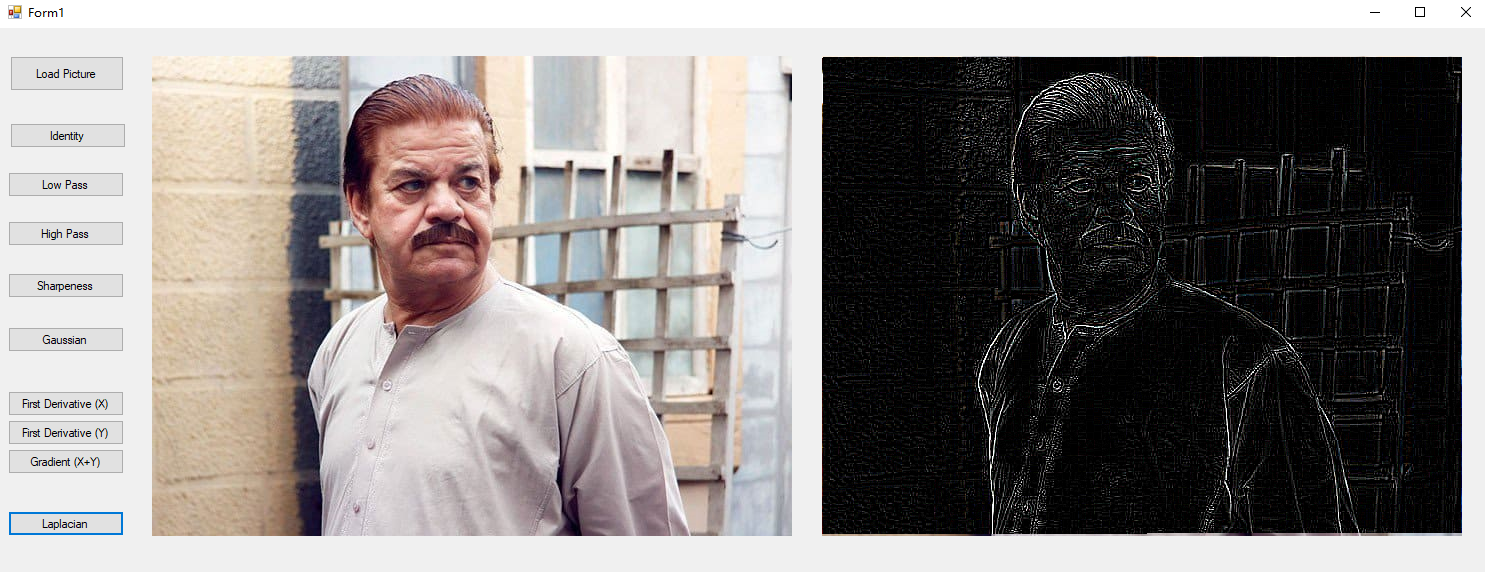 Form1
Load Picture
Identity
Low Pass
High Pass
Sharpeness
Gaussian
First Derivative (X)
First Derivative (Y)
Gradient (X+Y)
Laplacian